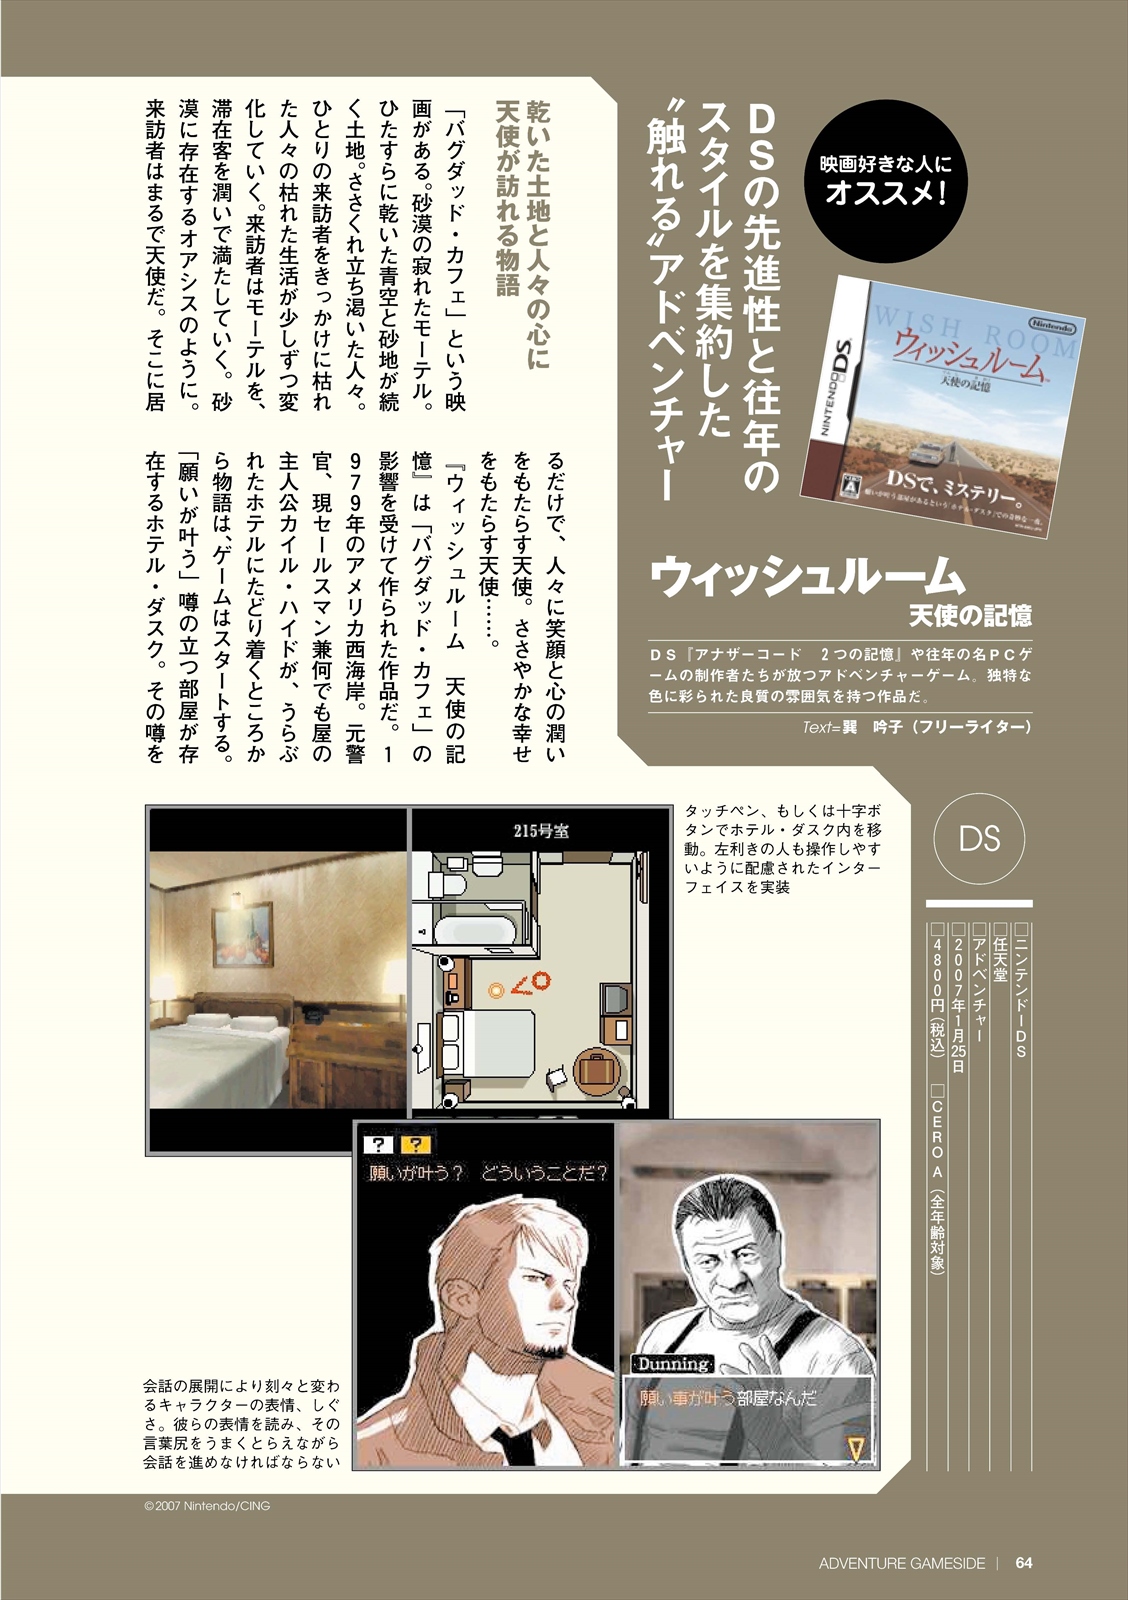 映画好きな人に
オススメ!
DSの先進性と往年の
スタイルを集約した
〝触れる〟アドベンチャー
WISH ROOM
Nintendo
ウィッシュルーム
天使の記憶
NINTENDO DS
DSで、ミステリー。
A
ウィッシュルーム
天使の記憶
DS『アナザーコード　2つの記憶』や往年の名PCゲ
ームの制作者たちが放つアドベンチャーゲーム。独特な
色に彩られた良質の雰囲気を持つ作品だ。
Text=巽　吟子（フリーライター）
DS
□ニンテンドーDS
□任天堂
□アドベンチャー
□2007年1月25日
□4800円（税込）　□CERO A（全年齢対象）
乾いた土地と人々の心に
天使が訪れる物語
「バグダッド・カフェ」という映
画がある。砂漠の寂れたモーテル。
ひたすらに乾いた青空と砂地が続
く土地。ささくれ立ち渇いた人々。
ひとりの来訪者をきっかけに枯れ
た人々の枯れた生活が少しずつ変
化していく。来訪者はモーテルを、
滞在客を潤いで満たしていく。砂
漠に存在するオアシスのように。
来訪者はまるで天使だ。そこに居
るだけで、人々に笑顔と心の潤い
をもたらす天使。ささやかな幸せ
をもたらす天使……。
『ウィッシュルーム　天使の記
憶』は「バグダッド・カフェ」の
影響を受けて作られた作品だ。1
979年のアメリカ西海岸。元警
官、現セールスマン兼何でも屋の
主人公カイル・ハイドが、うらぶ
れたホテルにたどり着くところか
ら物語は、ゲームはスタートする。
「願いが叶う」噂の立つ部屋が存
在するホテル・ダスク。その噂を
215号室
タッチペン、もしくは十字ボ
タンでホテル・ダスク内を移
動。左利きの人も操作しやす
いように配慮されたインター
フェイスを実装
? ?
願いが叶う？　どういうことだ？
Dunning
願い事が叶う部屋なんだ
会話の展開により刻々と変わ
るキャラクターの表情、しぐ
さ。彼らの表情を読み、その
言葉尻をうまくとらえながら
会話を進めなければならない
©2007 Nintendo/CING
ADVENTURE GAMESIDE | 64